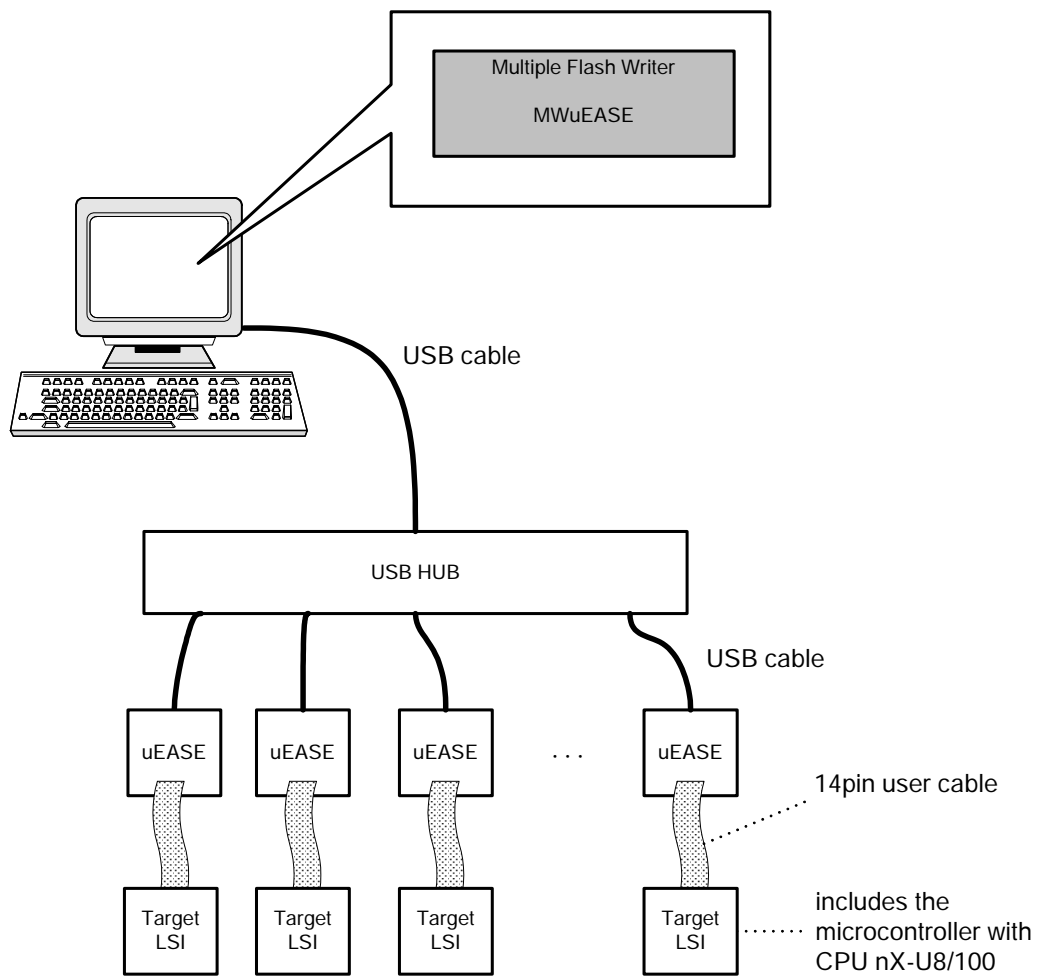 Multiple Flash Writer
MWuEASE
USB cable
USB HUB
USB cable
uEASE
uEASE
uEASE
. . .
uEASE
14pin user cable
Target
LSI
Target
LSI
Target
LSI
Target
LSI
includes the
microcontroller with
CPU nX-U8/100